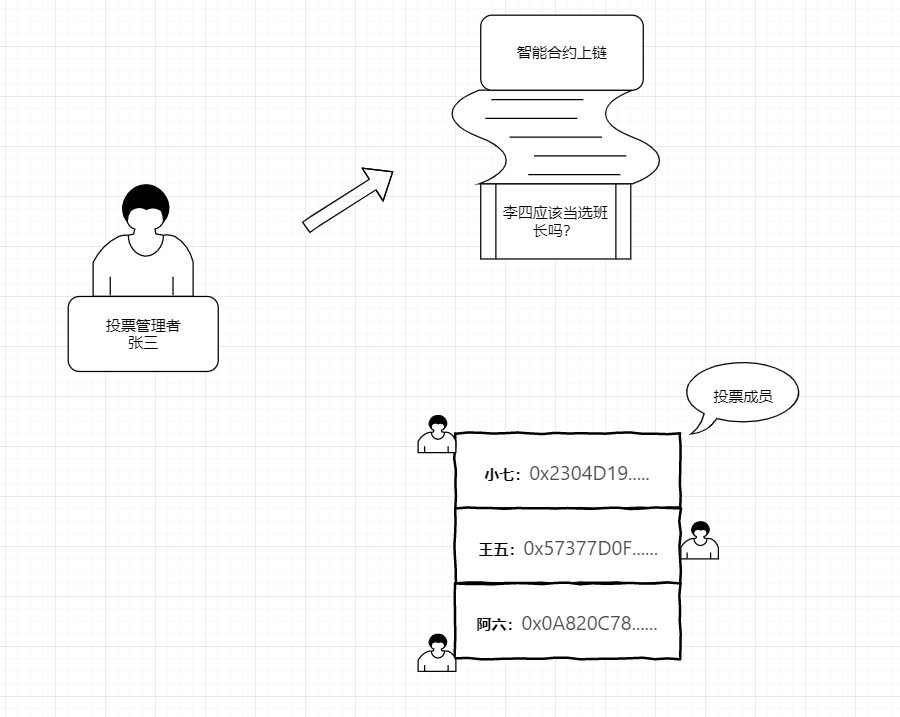 智能合约上链
李四应该当选班
长吗?
投票管理者
张三
投票成员
小七：0x2304D19.....
王五：0x57377D0F......
阿六：0x0A820C78......